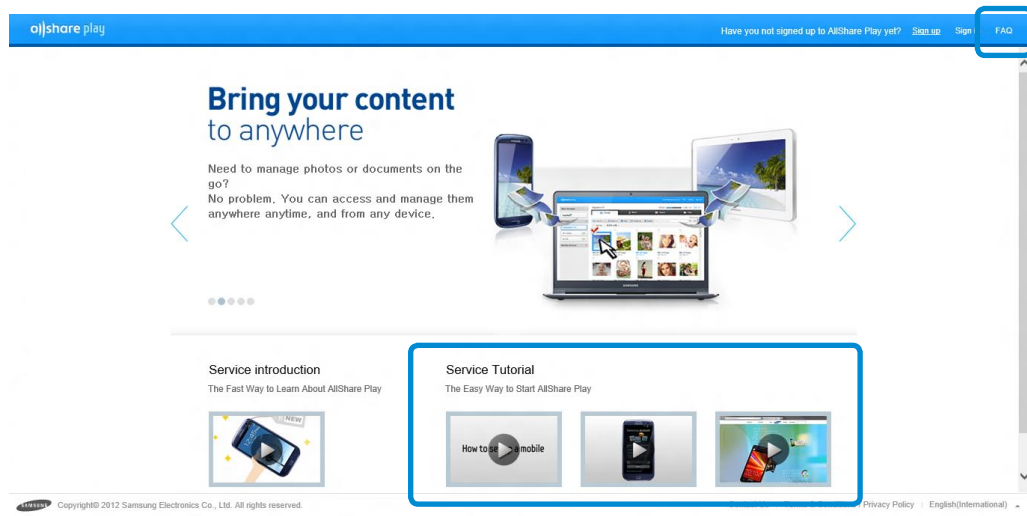 allshare play
Have you not signed up to AllShare Play yet? Sign up Sign FAQ
Bring your content
to anywhere
Need to manage photos or documents on the
go?
No problem, You can access and manage them
anywhere anytime, and from any device,
Service introduction
The Fast Way to Learn About AllShare Play
Service Tutorial
The Easy Way to Start AllShare Play
NEW
How to a mobile
SAMSUNG
SAMSUNG Copyright© 2012 Samsung Electronics Co., Ltd. All rights reserved.
Privacy Policy | English(International)